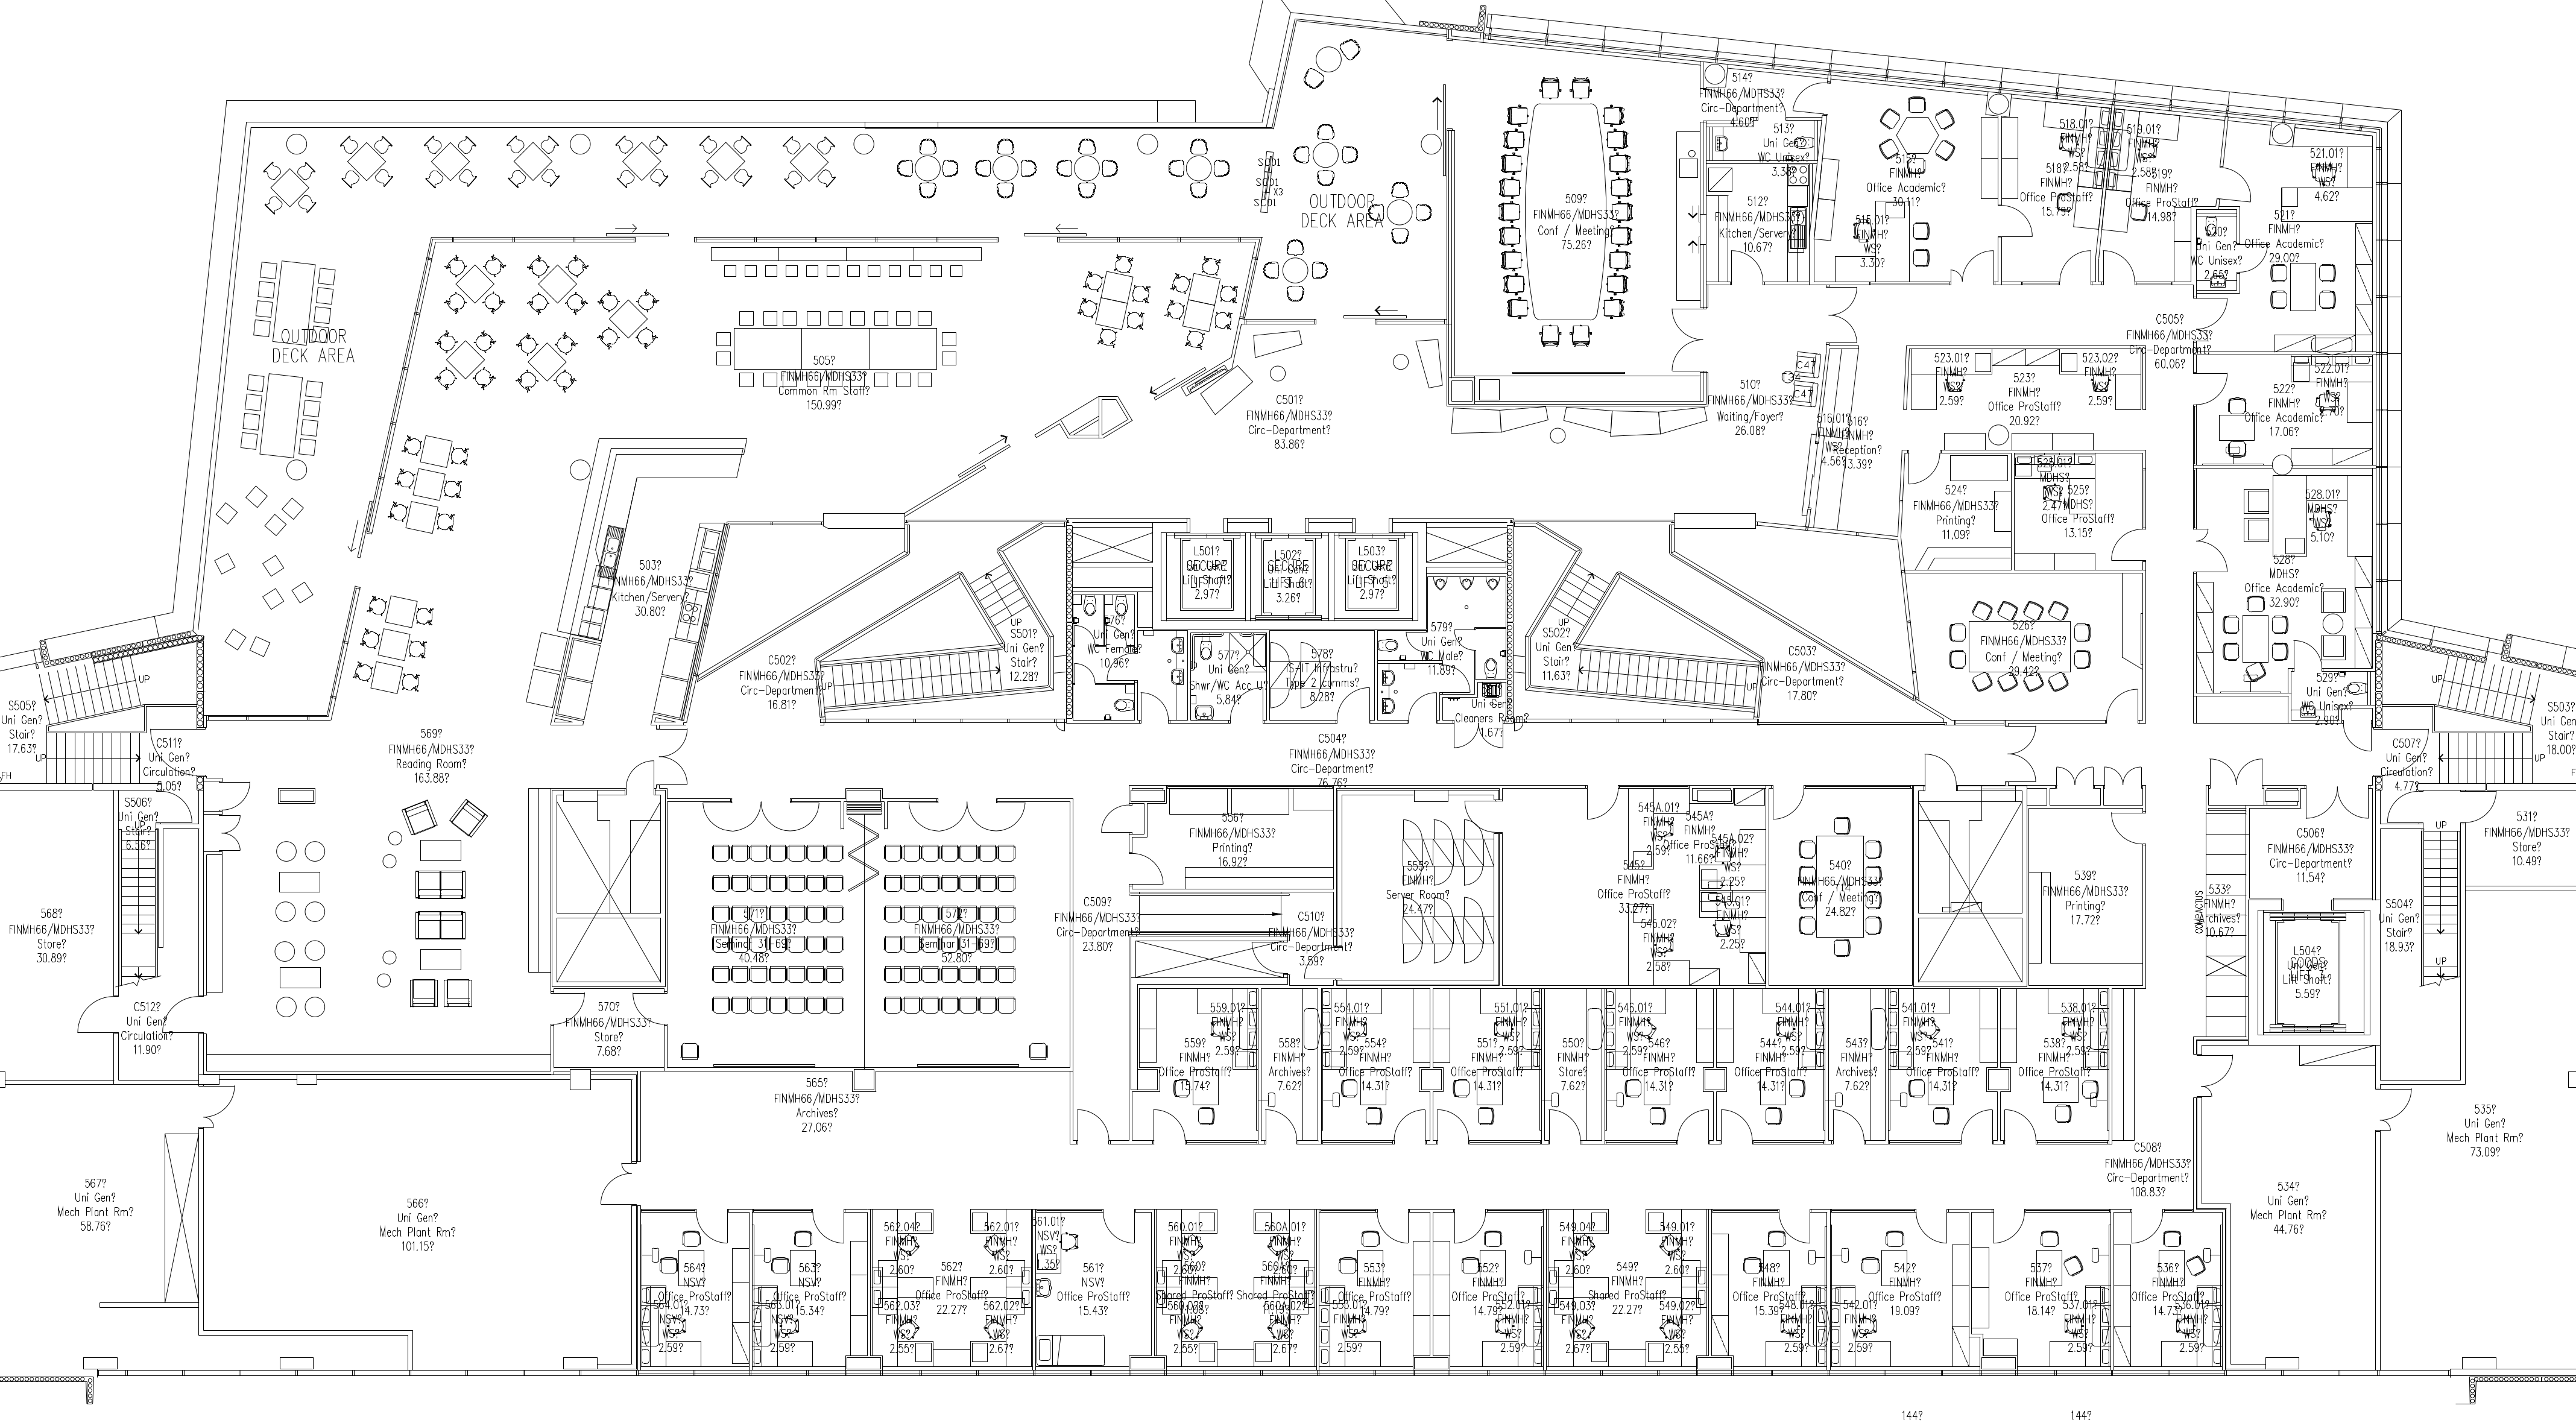 514?
FINMH66/MDHS33?
Circ-Department?
4.60?
513?
Uni Gen?
WC Unisex?
3.38?
512?
FINMH66/MDHS33?
Kitchen/Servery?
10.67?
509?
FINMH66/MDHS33?
Conf / Meeting?
75.26?
OUTDOOR
DECK AREA
OUTDOOR
DECK AREA
515?
FINMH?
Office Academic?
30.11?
515.01?
FINMH?
WS?
3.30?
518.01?
FINMH?
WS?
2.58?
518?
FINMH?
Office ProStaff?
15.79?
519.01?
FINMH?
WS?
2.58?
519?
FINMH?
Office ProStaff?
14.98?
520?
Uni Gen?
WC Unisex?
2.65?
521.01?
FINMH?
WS?
4.62?
521?
FINMH?
Office Academic?
29.00?
C505?
FINMH66/MDHS33?
Circ-Department?
60.06?
522.01?
FINMH?
WS?
522?
FINMH?
Office Academic?
17.06?
523.01?
FINMH?
WS?
2.59?
523?
FINMH?
Office ProStaff?
20.92?
523.02?
FINMH?
WS?
2.59?
505?
FINMH66/MDHS33?
Common Rm Staff?
150.99?
C501?
FINMH66/MDHS33?
Circ-Department?
83.86?
510?
FINMH66/MDHS33?
Waiting/Foyer?
26.08?
C47
C47
516.01?
FINMH?
WS?
4.56?
516?
FINMH?
Reception?
13.39?
524?
FINMH66/MDHS33?
Printing?
11.09?
525.01?
MDHS?
WS?
2.47?
525?
MDHS?
Office ProStaff?
13.15?
528.01?
MDHS?
WS?
5.10?
528?
MDHS?
Office Academic?
32.90?
526?
FINMH66/MDHS33?
Conf / Meeting?
29.42?
529?
Uni Gen?
WC Unisex?
2.90?
503?
FINMH66/MDHS33?
Kitchen/Servery?
30.80?
C502?
FINMH66/MDHS33?
Circ-Department?
16.81?
UP
UP
S501?
Uni Gen?
Stair?
12.28?
576?
Uni Gen?
WC Female?
10.96?
L501?
SECURE
Lift Shaft?
2.97?
L502?
SECURE
Lift Shaft?
3.26?
L503?
SECURE
Lift Shaft?
2.97?
577?
Uni Gen?
Shwr/WC Acc U?
5.84?
578?
IS-IT Infrastru?
Type 2 comms?
8.28?
579?
Uni Gen?
WC Male?
11.89?
Uni Gen?
Cleaners Room?
1.67?
UP
UP
S502?
Uni Gen?
Stair?
11.63?
C503?
FINMH66/MDHS33?
Circ-Department?
17.80?
UP
UP
S505?
Uni Gen?
Stair?
17.63?
C511?
Uni Gen?
Circulation?
9.05?
569?
FINMH66/MDHS33?
Reading Room?
163.88?
C504?
FINMH66/MDHS33?
Circ-Department?
76.76?
UP
UP
S503?
Uni Gen?
Stair?
18.00?
C507?
Uni Gen?
Circulation?
4.77?
S506?
Uni Gen?
UP
Stair?
6.56?
568?
FINMH66/MDHS33?
Store?
30.89?
C512?
Uni Gen?
Circulation?
11.90?
570?
FINMH66/MDHS33?
Store?
7.68?
571?
FINMH66/MDHS33?
Seminar 31-69?
40.48?
572?
FINMH66/MDHS33?
Seminar 31-69?
52.80?
C509?
FINMH66/MDHS33?
Circ-Department?
23.80?
556?
FINMH66/MDHS33?
Printing?
16.92?
C510?
FINMH66/MDHS33?
Circ-Department?
3.59?
555?
FINMH?
Server Room?
24.47?
545A.01?
FINMH?
WS?
2.59?
545A?
FINMH?
Office ProStaff?
11.66?
545A.02?
FINMH?
WS?
2.25?
545?
FINMH?
Office ProStaff?
33.27?
545.01?
FINMH?
WS?
2.25?
545.02?
FINMH?
WS?
2.58?
540?
FINMH66/MDHS33?
Conf / Meeting?
24.82?
539?
FINMH66/MDHS33?
Printing?
17.72?
COMPACTUS
533?
FINMH?
Archives?
10.67?
C506?
FINMH66/MDHS33?
Circ-Department?
11.54?
L504?
GOODS
Lift Shaft?
5.59?
UP
UP
S504?
Uni Gen?
Stair?
18.93?
531?
FINMH66/MDHS33?
Store?
10.49?
559.01?
FINMH?
WS?
2.59?
559?
FINMH?
Office ProStaff?
15.74?
558?
FINMH?
Archives?
7.62?
554.01?
FINMH?
WS?
2.59?
554?
FINMH?
Office ProStaff?
14.31?
551.01?
FINMH?
WS?
2.59?
551?
FINMH?
Office ProStaff?
14.31?
550?
FINMH?
Store?
7.62?
546.01?
FINMH?
WS?
2.59?
546?
FINMH?
Office ProStaff?
14.31?
544.01?
FINMH?
WS?
2.59?
544?
FINMH?
Office ProStaff?
14.31?
543?
FINMH?
Archives?
7.62?
541.01?
FINMH?
WS?
2.59?
541?
FINMH?
Office ProStaff?
14.31?
538.01?
FINMH?
WS?
2.59?
538?
FINMH?
Office ProStaff?
14.31?
565?
FINMH66/MDHS33?
Archives?
27.06?
C508?
FINMH66/MDHS33?
Circ-Department?
108.83?
535?
Uni Gen?
Mech Plant Rm?
73.09?
534?
Uni Gen?
Mech Plant Rm?
44.76?
567?
Uni Gen?
Mech Plant Rm?
58.76?
566?
Uni Gen?
Mech Plant Rm?
101.15?
564?
NSV?
Office ProStaff?
14.73?
564.01?
NSV?
WS?
2.59?
563?
NSV?
Office ProStaff?
15.34?
563.01?
NSV?
WS?
2.59?
562.04?
FINMH?
WS?
2.60?
562.01?
FINMH?
WS?
2.60?
562?
FINMH?
Office ProStaff?
22.27?
562.03?
FINMH?
WS?
2.55?
562.02?
FINMH?
WS?
2.67?
561.01?
NSV?
WS?
1.35?
561?
NSV?
Office ProStaff?
15.43?
560.01?
FINMH?
WS?
560?
FINMH?
Shared ProStaff?
FINMH?
WS?
2.55?
560A.01?
FINMH?
WS?
560A?
FINMH?
Shared ProStaff?
560A.02?
FINMH?
WS?
2.67?
553?
FINMH?
Office ProStaff?
14.79?
553.01?
FINMH?
WS?
2.59?
552?
FINMH?
Office ProStaff?
14.79?
552.01?
FINMH?
WS?
2.59?
549.04?
FINMH?
WS?
2.60?
549.01?
FINMH?
WS?
2.60?
549?
FINMH?
Shared ProStaff?
22.27?
549.03?
FINMH?
WS?
2.67?
549.02?
FINMH?
WS?
2.55?
548?
FINMH?
Office ProStaff?
15.39?
548.01?
FINMH?
WS?
2.59?
542?
FINMH?
Office ProStaff?
19.09?
542.01?
FINMH?
WS?
2.59?
537?
FINMH?
Office ProStaff?
18.14?
537.01?
FINMH?
WS?
2.59?
536?
FINMH?
Office ProStaff?
14.73?
536.01?
FINMH?
WS?
2.59?
144?
144?